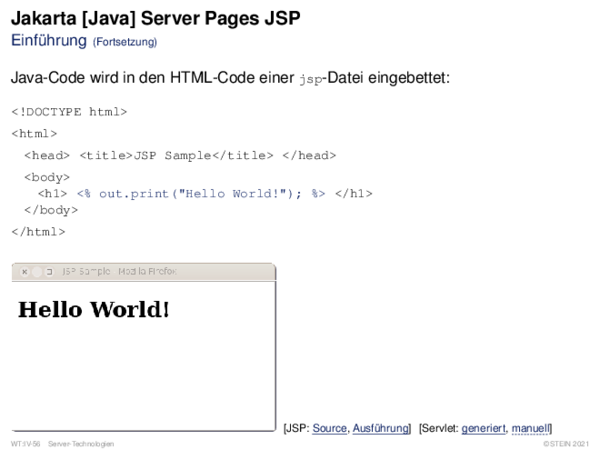 Jakarta [Java] Server Pages JSP
Einführung (Fortsetzung)
Java-Code wird in den HTML-Code einer jsp-Datei eingebettet:
<!DOCTYPE html>
<html>
<head> <title>JSP Sample</title> </head>
<body>
<h1> <% out.print("Hello World!"); %> </h1>
</body>
</html>
JSP Sample - Mozilla Firefox
Hello World!
[JSP: Source, Ausführung] [Servlet: generiert, manuell]
WT:IV-56 Server-Technologien ©STEIN 2021